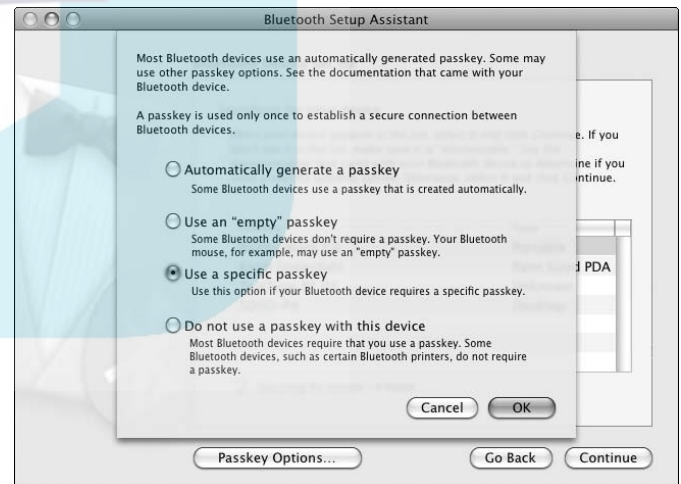 Bluetooth Setup Assistant
Most Bluetooth devices use an automatically generated passkey. Some may
use other passkey options. See the documentation that came with your
Bluetooth device.
A passkey is used only once to establish a secure connection between
Bluetooth devices.
e. If you
ine if you
ontinue.
Automatically generate a passkey
Some Bluetooth devices use a passkey that is created automatically.
Use an "empty" passkey
Some Bluetooth devices don't require a passkey. Your Bluetooth
mouse, for example, may use an "empty" passkey.
Use a specific passkey
PDA
Use this option if your Bluetooth device requires a specific passkey.
Do not use a passkey with this device
Most Bluetooth devices require that you use a passkey. Some
Bluetooth devices, such as certain Bluetooth printers, do not require
a passkey.
Cancel OK
Passkey Options... Go Back Continue